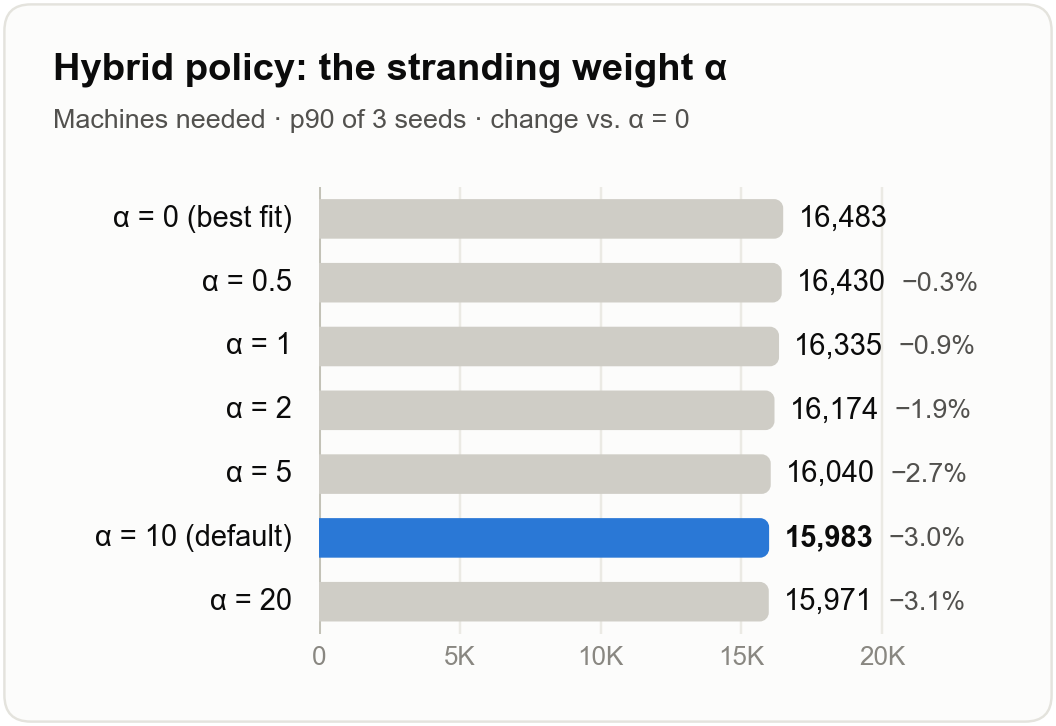 Hybrid policy: the stranding weight α
Machines needed · p90 of 3 seeds · change vs. α = 0
α = 0 (best fit) 16,483
α = 0.5 16,430 −0.3%
α = 1 16,335 −0.9%
α = 2 16,174 −1.9%
α = 5 16,040 −2.7%
α = 10 (default) 15,983 −3.0%
α = 20 15,971 −3.1%
0 5K 10K 15K 20K